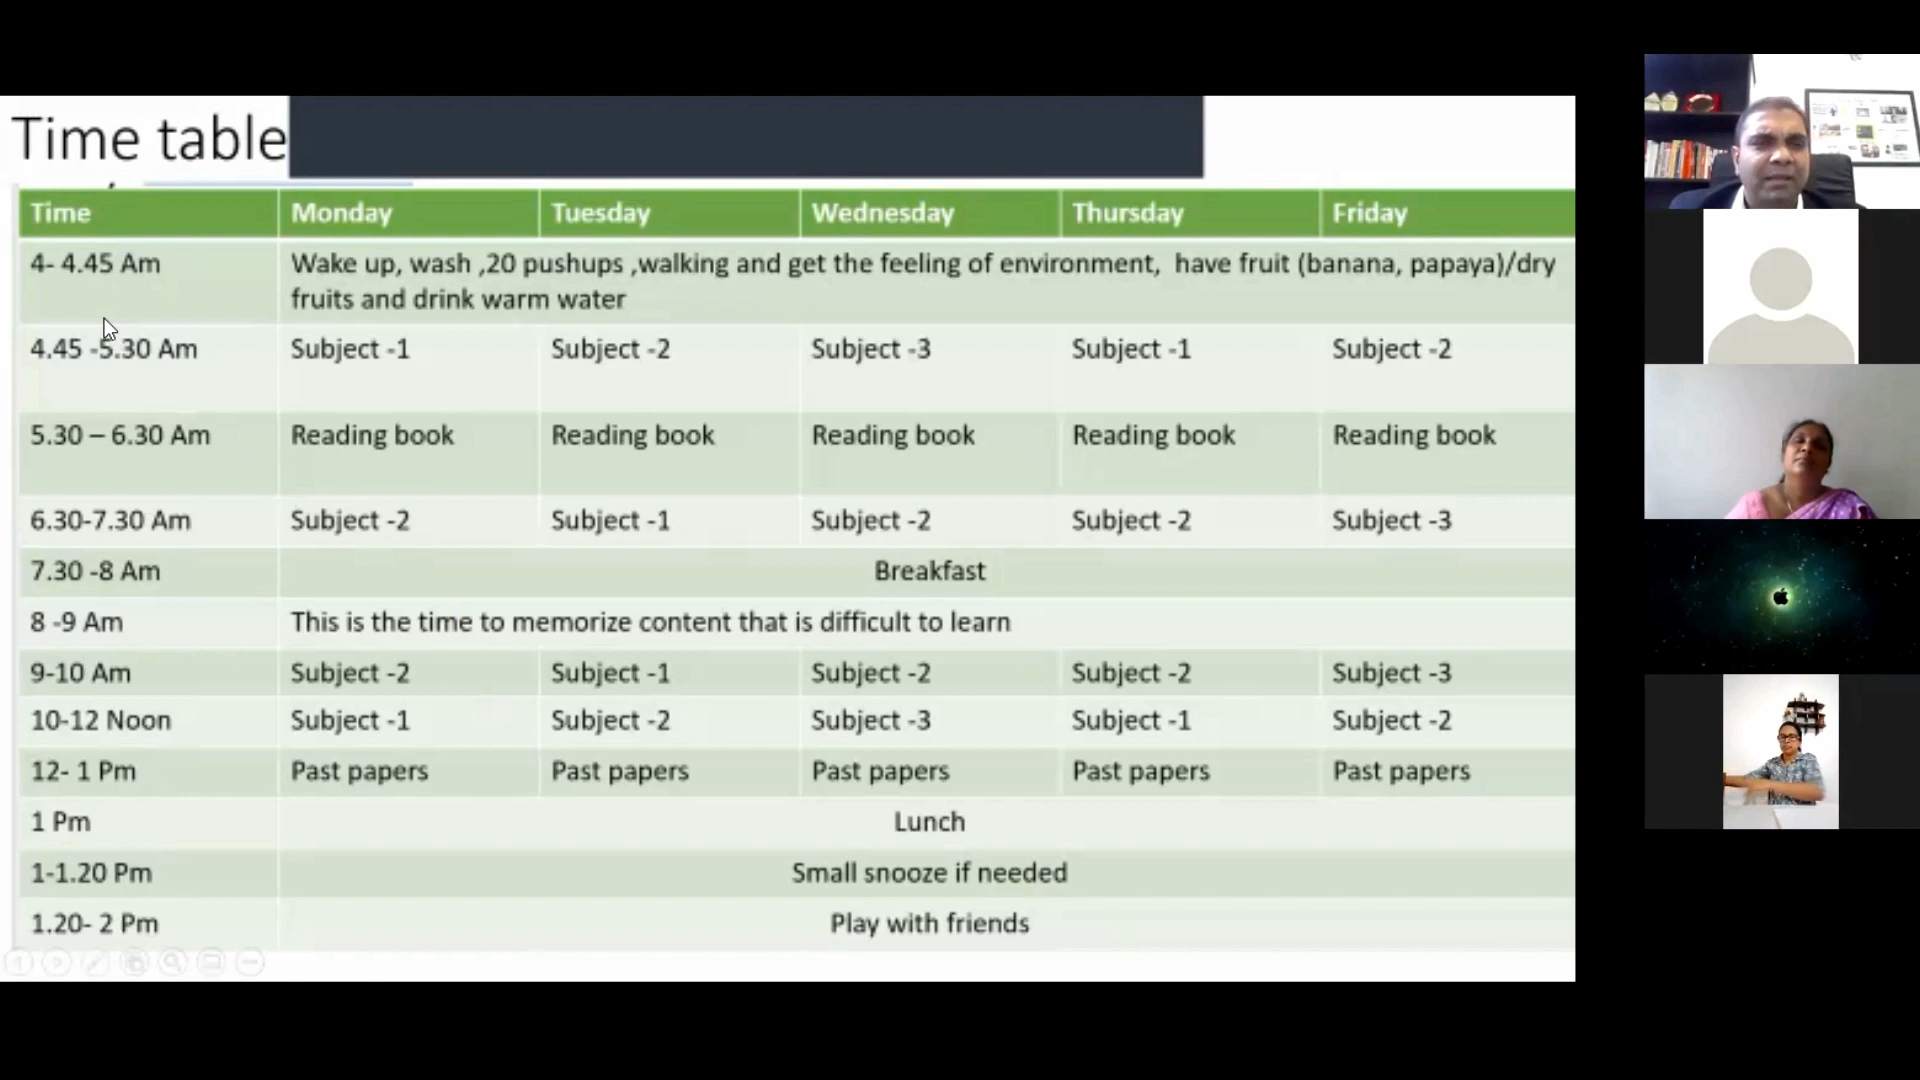 Time table
Time Monday Tuesday Wednesday Thursday Friday
4- 4.45 Am Wake up, wash ,20 pushups ,walking and get the feeling of environment, have fruit (banana, papaya)/dry
fruits and drink warm water
4.45 -5.30 Am Subject -1 Subject -2 Subject -3 Subject -1 Subject -2
5.30 – 6.30 Am Reading book Reading book Reading book Reading book Reading book
6.30-7.30 Am Subject -2 Subject -1 Subject -2 Subject -2 Subject -3
7.30 -8 Am Breakfast
8 -9 Am This is the time to memorize content that is difficult to learn
9-10 Am Subject -2 Subject -1 Subject -2 Subject -2 Subject -3
10-12 Noon Subject -1 Subject -2 Subject -3 Subject -1 Subject -2
12- 1 Pm Past papers Past papers Past papers Past papers Past papers
1 Pm Lunch
1-1.20 Pm Small snooze if needed
1.20- 2 Pm Play with friends